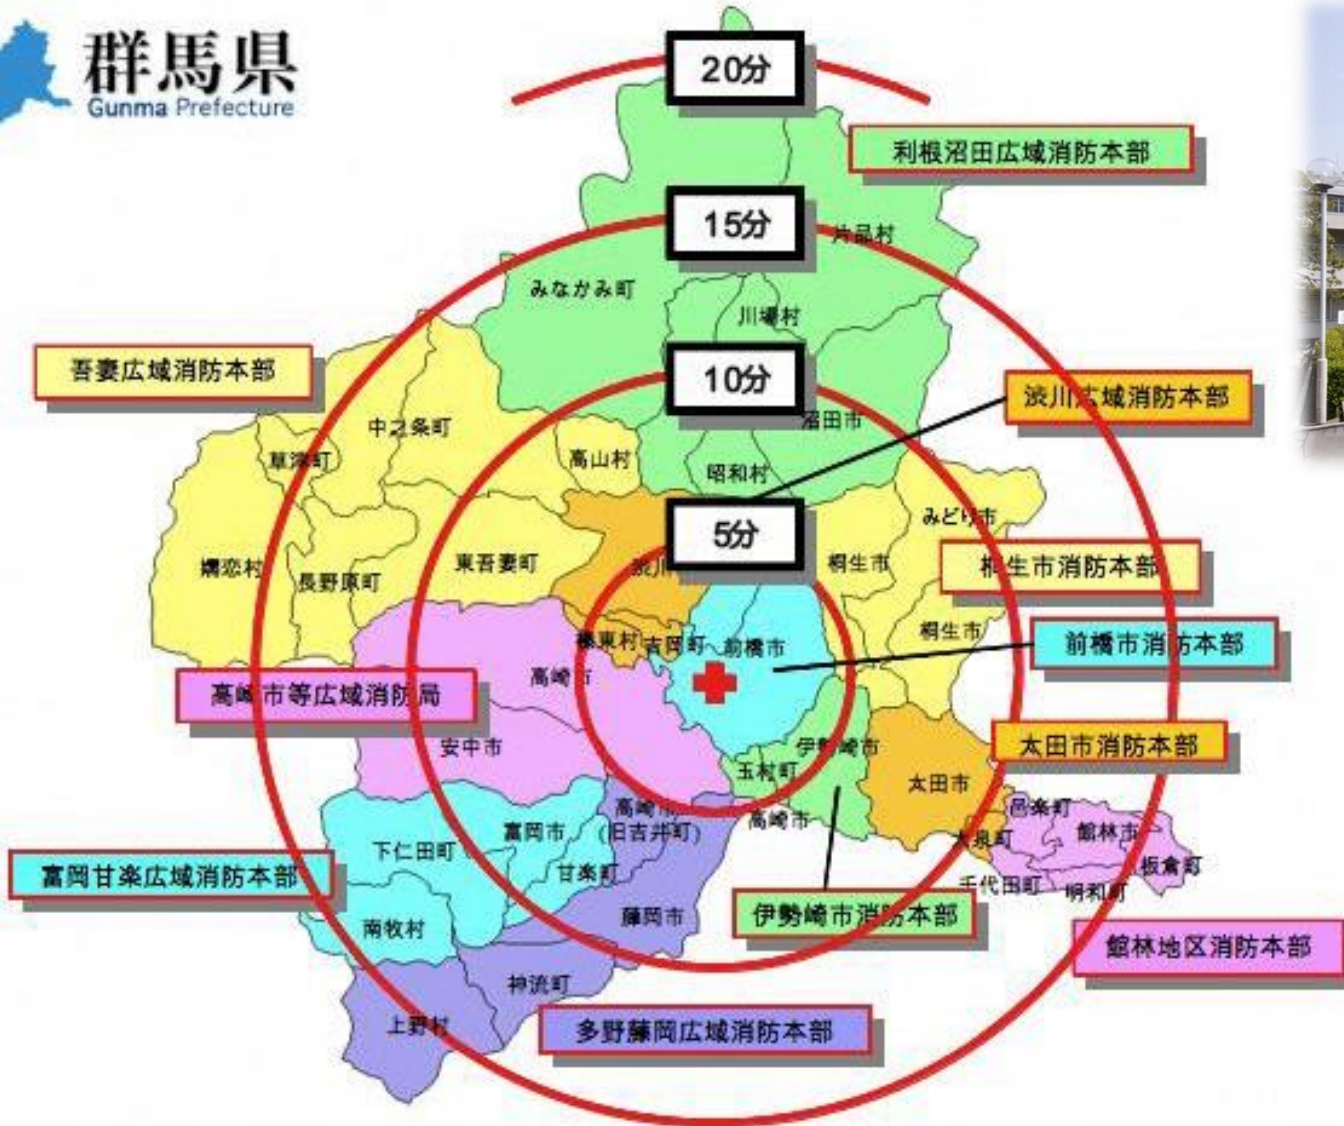 群馬県
Gunma Prefecture
20分
利根沼田広域消防本部
15分
片品村
みなかみ町
川場村
吾妻広域消防本部
10分
渋川広域消防本部
中之条町
沼田市
草津町
高山村
昭和村
5分
みどり市
嬬恋村
長野原町
東吾妻町
渋川
桐生市
桐生市消防本部
桐生市
榛東村
吉岡町
前橋市
前橋市消防本部
高崎市
高崎市等広域消防局
安中市
伊勢崎市
太田市消防本部
玉村町
太田市
高崎市
(旧吉井町)
高崎市
邑楽町
富岡市
大泉町
館林市
下仁田町
甘楽町
板倉町
富岡甘楽広域消防本部
千代田町
明和町
南牧村
藤岡市
伊勢崎市消防本部
館林地区消防本部
神流町
上野村
多野藤岡広域消防本部